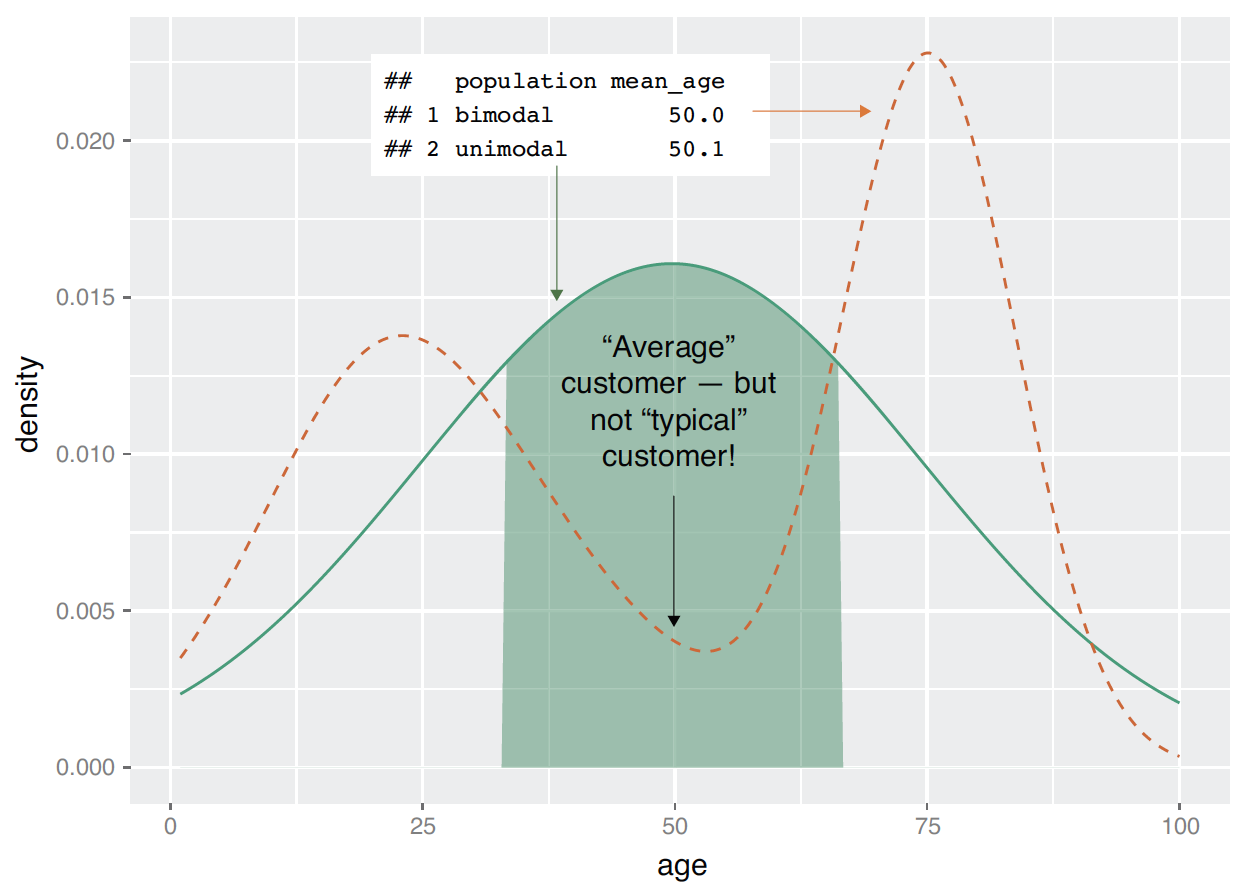 ##   population mean_age
## 1 bimodal        50.0
## 2 unimodal       50.1
0.020
0.015
0.010
0.005
0.000
density
“Average”
customer — but
not “typical”
customer!
0
25
50
75
100
age